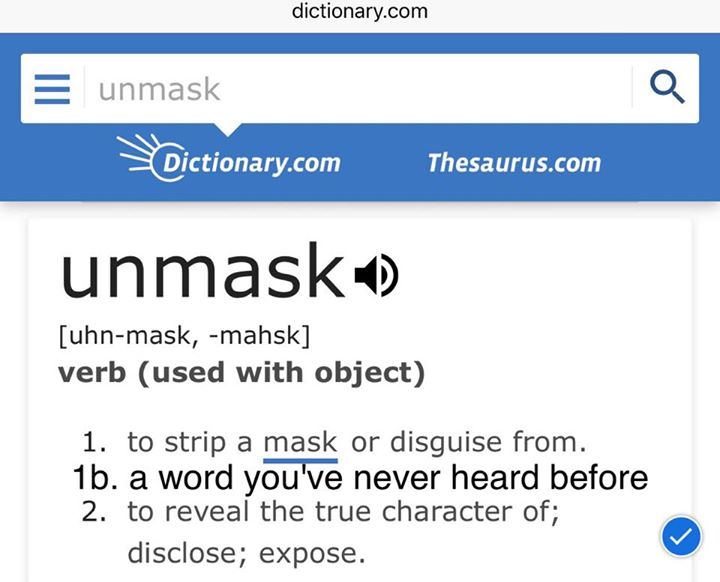 dictionary.com
unmask
Dictionary.com Thesaurus.com
unmask
[uhn-mask, -mahsk]
verb (used with object)
1. to strip a mask or disguise from.
1b. a word you've never heard before
2. to reveal the true character of;
disclose; expose.